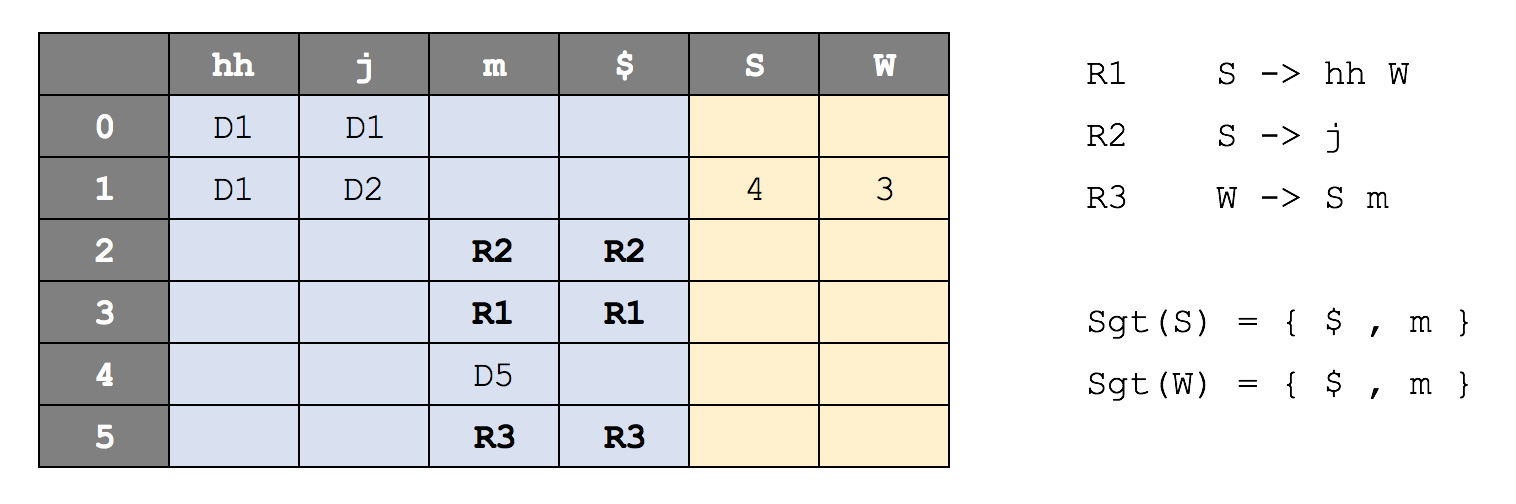 hh j m $ S W
0 D1 D1
1 D1 D2 4 3
2 R2 R2
3 R1 R1
4 D5
5 R3 R3
R1 S -> hh W
R2 S -> j
R3 W -> S m
Sgt(S) = { $ , m }
Sgt(W) = { $ , m }